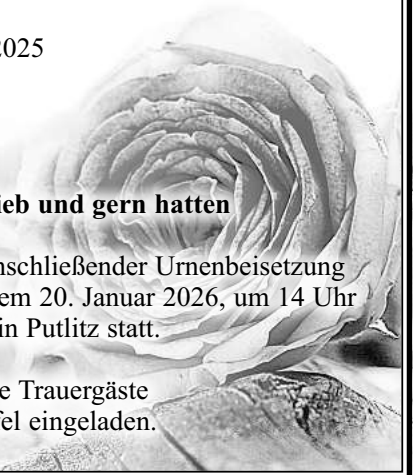 2025
ieb und gern hatten
nschließender Urnenbeisetzung
em 20. Januar 2026, um 14 Uhr
in Putlitz statt.
e Trauergäste
fel eingeladen.